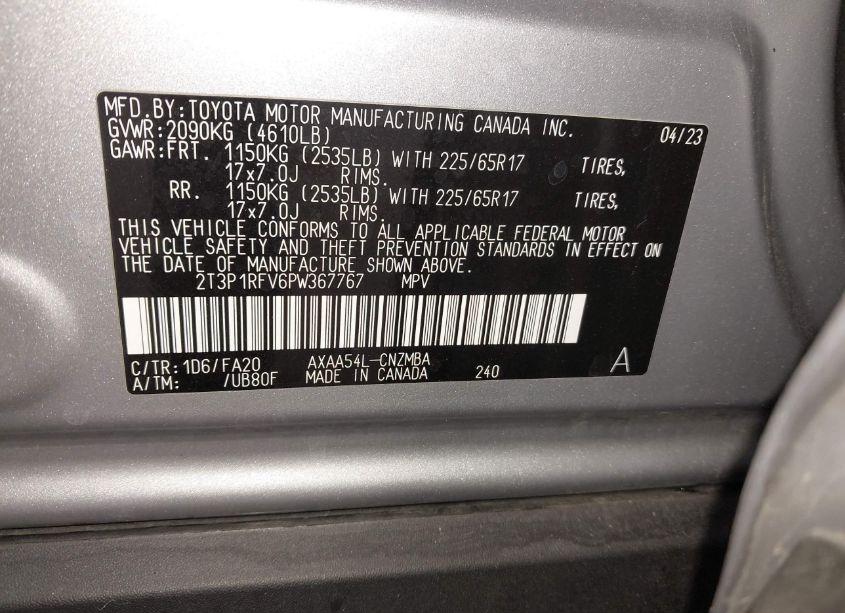 MFD.BY:TOYOTA MOTOR MANUFACTURING CANADA INC. 04/23
GVWR:2090KG (4610LB)
GAWR:FRT. 1150KG (2535LB) WITH 225/65R17 TIRES,
17x7.0J RIMS.
RR. 1150KG (2535LB) WITH 225/65R17 TIRES,
17x7.0J RIMS.
THIS VEHICLE CONFORMS TO ALL APPLICABLE FEDERAL MOTOR
VEHICLE SAFETY AND THEFT PREVENTION STANDARDS IN EFFECT ON
THE DATE OF MANUFACTURE SHOWN ABOVE.
2T3P1RFV6PW367767 MPV
C/TR:1D6/FA20 AXAA54L-CNZMBA
A/TM: /UB80F MADE IN CANADA 240 A